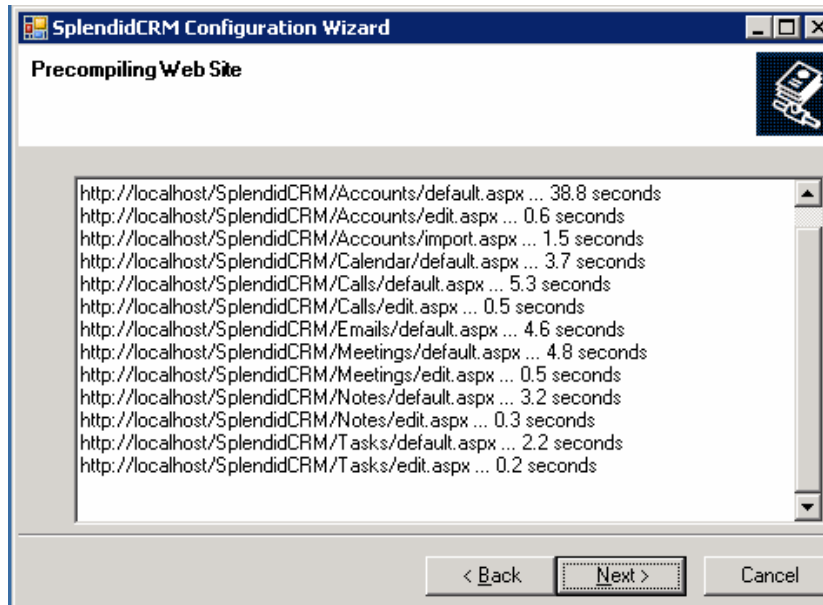 SplendidCRM Configuration Wizard
Precompiling Web Site
http://localhost/SplendidCRM/Accounts/default.aspx ... 38.8 seconds
http://localhost/SplendidCRM/Accounts/edit.aspx ... 0.6 seconds
http://localhost/SplendidCRM/Accounts/import.aspx ... 1.5 seconds
http://localhost/SplendidCRM/Calendar/default.aspx ... 3.7 seconds
http://localhost/SplendidCRM/Calls/default.aspx ... 5.3 seconds
http://localhost/SplendidCRM/Calls/edit.aspx ... 0.5 seconds
http://localhost/SplendidCRM/Emails/default.aspx ... 4.6 seconds
http://localhost/SplendidCRM/Meetings/default.aspx ... 4.8 seconds
http://localhost/SplendidCRM/Meetings/edit.aspx ... 0.5 seconds
http://localhost/SplendidCRM/Notes/default.aspx ... 3.2 seconds
http://localhost/SplendidCRM/Notes/edit.aspx ... 0.3 seconds
http://localhost/SplendidCRM/Tasks/default.aspx ... 2.2 seconds
http://localhost/SplendidCRM/Tasks/edit.aspx ... 0.2 seconds
< Back Next > Cancel